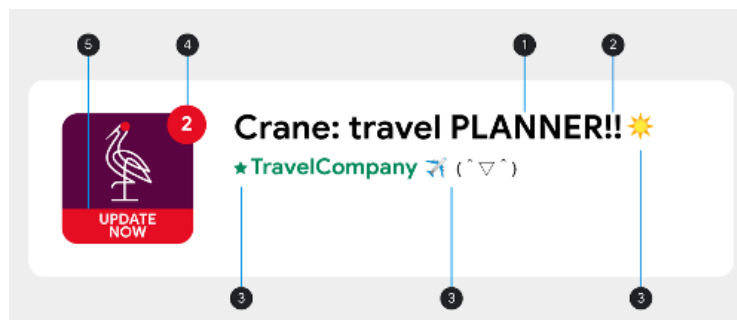 5 4 1 2
2
Crane: travel PLANNER!!☀️
★TravelCompany ✈️ (ˆ▽ˆ)
UPDATE
NOW
3 3 3